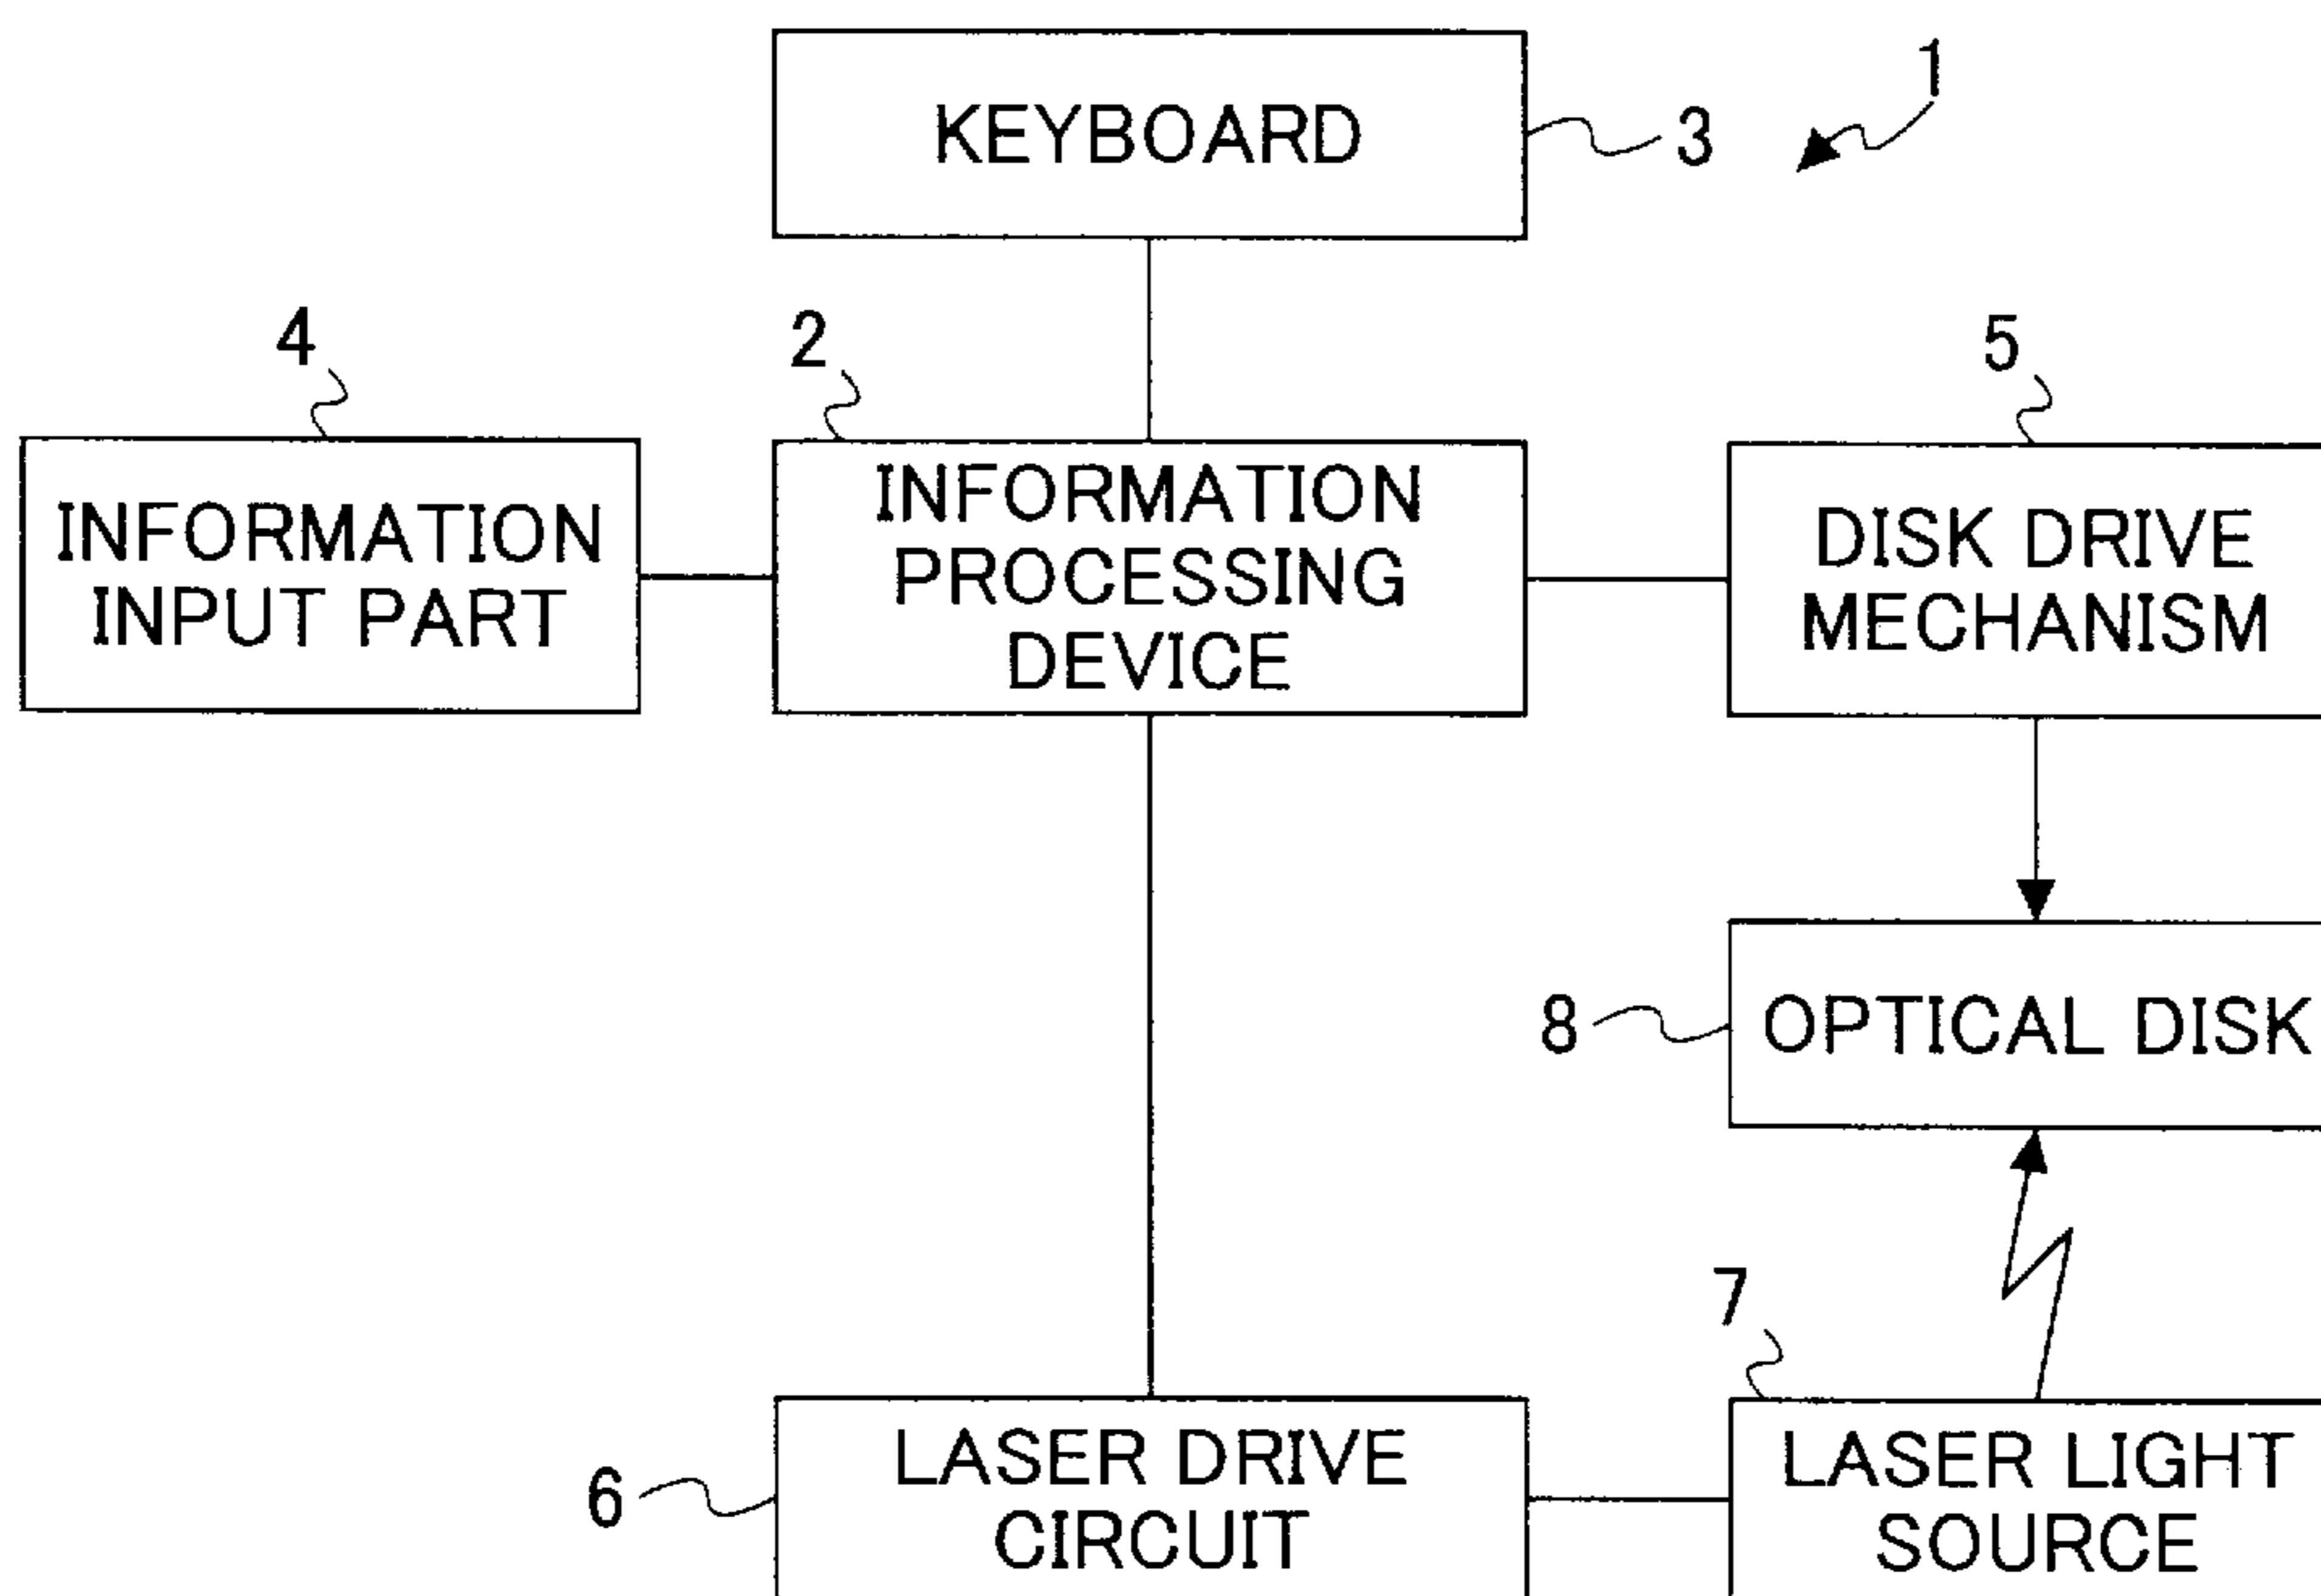 KEYBOARD
3
1
4
2
5
INFORMATION
INPUT PART
INFORMATION
PROCESSING
DEVICE
DISK DRIVE
MECHANISM
8
OPTICAL DISK
7
6
LASER DRIVE
CIRCUIT
LASER LIGHT
SOURCE